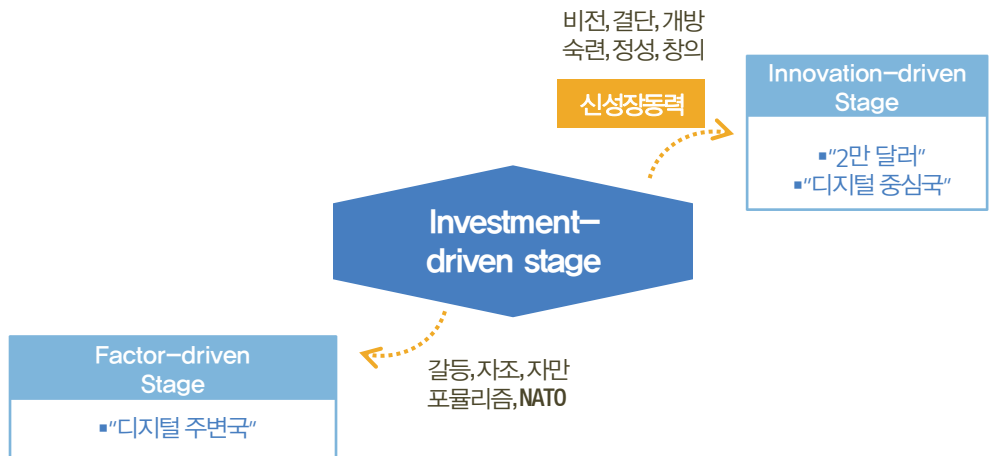 비전, 결단, 개방
숙련, 정성, 창의
신성장동력
Innovation-driven
Stage
▪"2만 달러"
▪"디지털 중심국"
Investment-
driven stage
Factor-driven
Stage
▪"디지털 주변국"
갈등, 자조, 자만
포퓰리즘, NATO